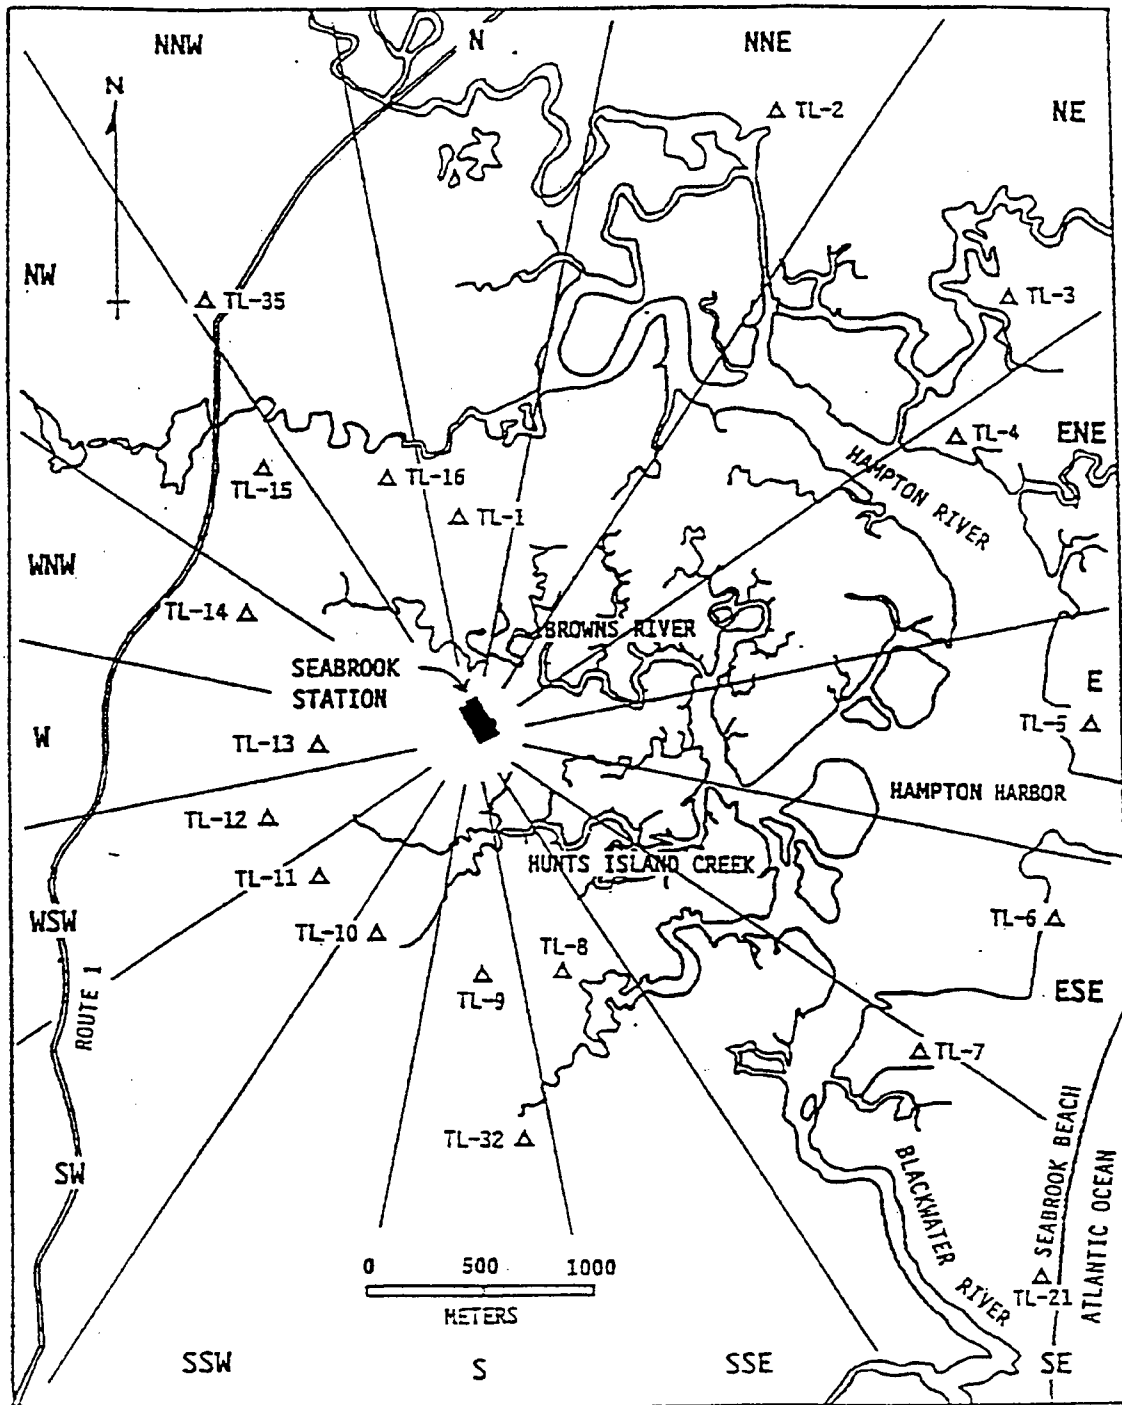 NNW
N
NNE
N
TL-2
NE
NW
TL-35
TL-3
TL-4
ENE
TL-15
TL-16
HAMPTON RIVER
TL-1
WNW
TL-14
BROWNS RIVER
SEABROOK
STATION
E
W
TL-13
TL-5
HAMPTON HARBOR
TL-12
HUNTS ISLAND CREEK
TL-11
WSW
TL-10
TL-8
TL-6
TL-9
ESE
ROUTE 1
TL-7
TL-32
SW
SEABROOK BEACH
ATLANTIC OCEAN
BLACKWATER RIVER
0 500 1000
METERS
TL-21
SSW
S
SSE
SE